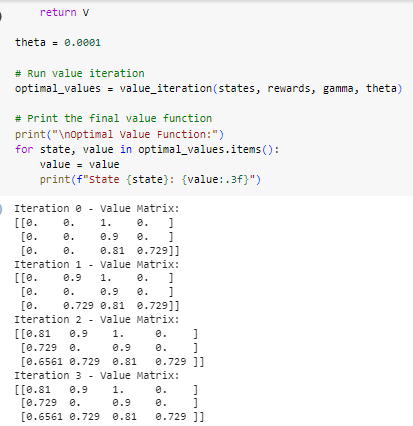 return V
theta = 0.0001
# Run value iteration
optimal_values = value_iteration(states, rewards, gamma, theta)
# Print the final value function
print("\nOptimal Value Function:")
for state, value in optimal_values.items():
value = value
print(f"State {state}: {value:.3f}")
Iteration 0 - Value Matrix:
[[0. 0. 1. 0. ]
[0. 0. 0.9 0. ]
[0. 0. 0.81 0.729]]
Iteration 1 - Value Matrix:
[[0. 0.9 1. 0. ]
[0. 0. 0.9 0. ]
[0. 0.729 0.81 0.729]]
Iteration 2 - Value Matrix:
[[0.81 0.9 1. 0. ]
[0.729 0. 0.9 0. ]
[0.6561 0.729 0.81 0.729 ]]
Iteration 3 - Value Matrix:
[[0.81 0.9 1. 0. ]
[0.729 0. 0.9 0. ]
[0.6561 0.729 0.81 0.729 ]]